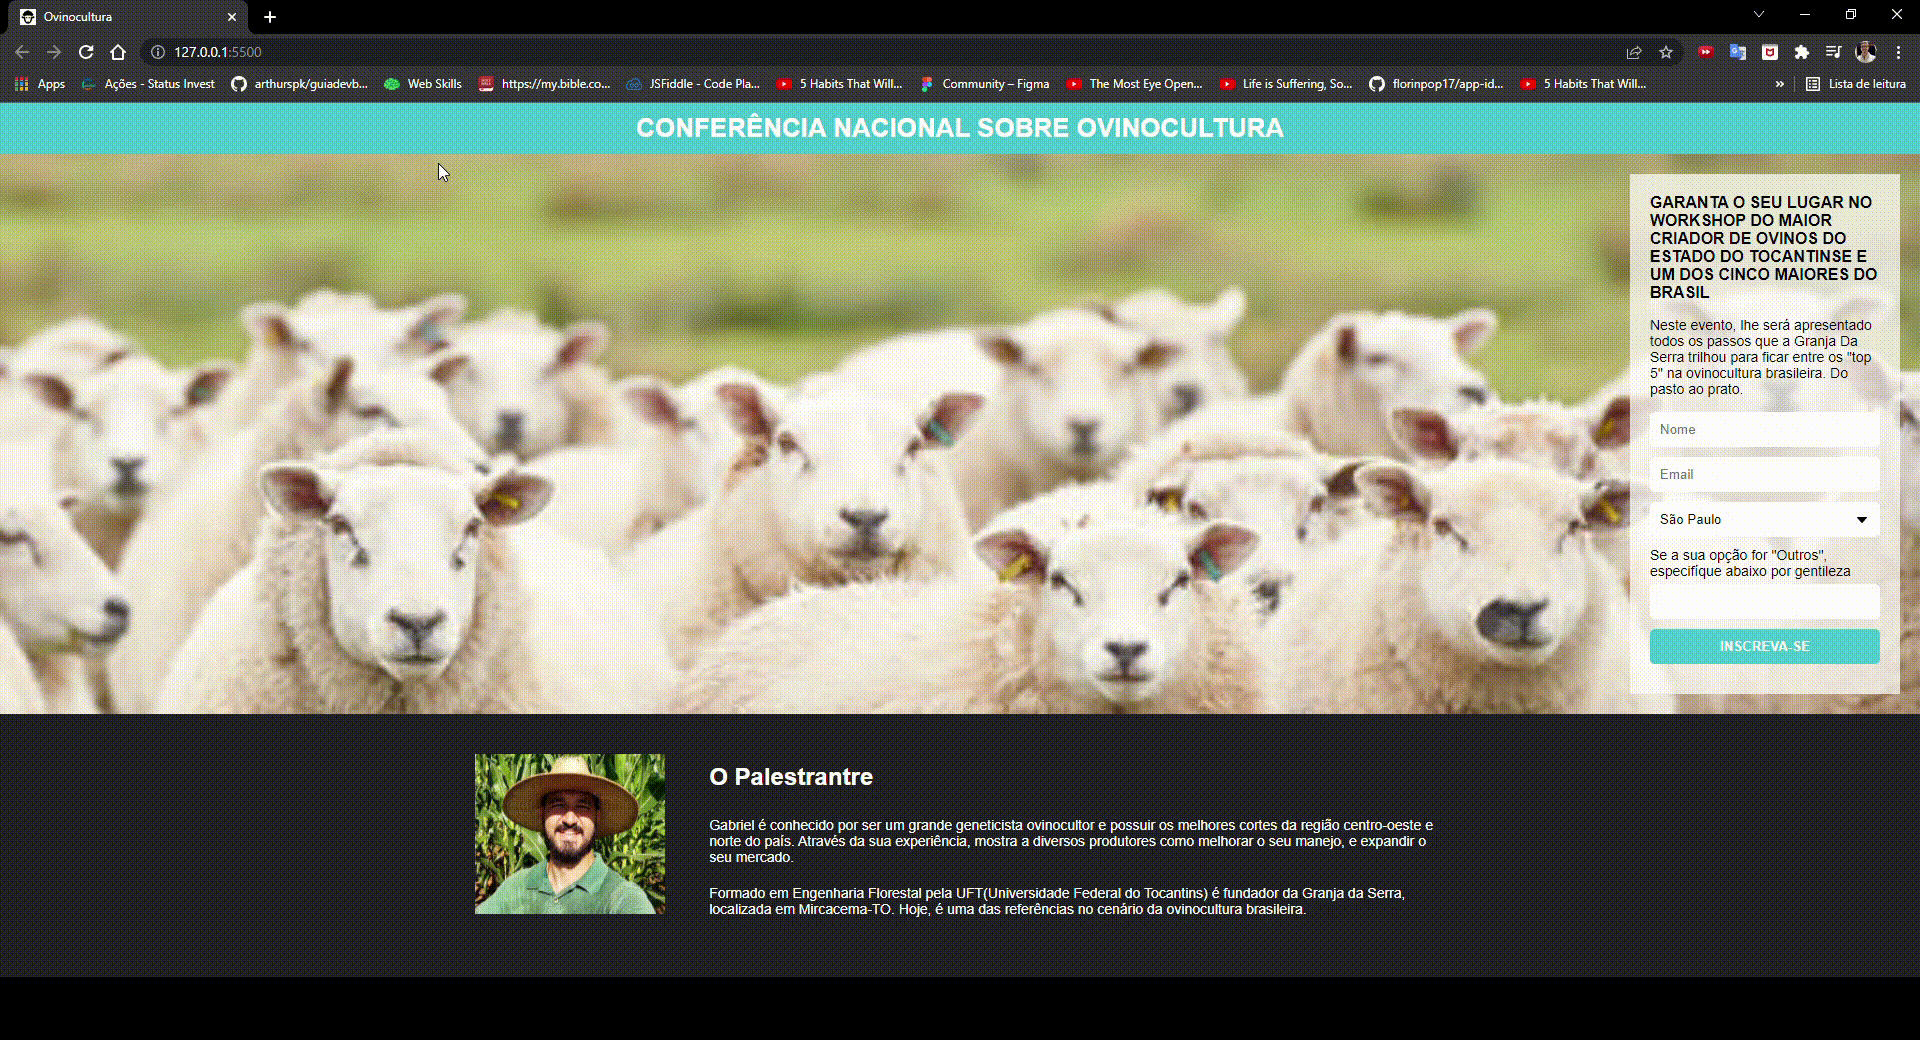 Ovinocultura
127.0.0.1:5500
Apps
Ações - Status Invest
arthurspk/guiadevb...
Web Skills
https://my.bible.co...
JSFiddle - Code Pla...
5 Habits That Will...
Community – Figma
The Most Eye Open...
Life is Suffering, So...
florinpop17/app-id...
5 Habits That Will...
»
Lista de leitura
CONFERÊNCIA NACIONAL SOBRE OVINOCULTURA
GARANTA O SEU LUGAR NO
WORKSHOP DO MAIOR
CRIADOR DE OVINOS DO
ESTADO DO TOCANTINSE E
UM DOS CINCO MAIORES DO
BRASIL
Neste evento, lhe será apresentado
todos os passos que a Granja Da
Serra trilhou para ficar entre os "top
5" na ovinocultura brasileira. Do
pasto ao prato.
Nome
Email
São Paulo
Se a sua opção for "Outros",
especifíque abaixo por gentileza
INSCREVA-SE
O Palestrantre
Gabriel é conhecido por ser um grande geneticista ovinocultor e possuir os melhores cortes da região centro-oeste e
norte do país. Através da sua experiência, mostra a diversos produtores como melhorar o seu manejo, e expandir o
seu mercado.
Formado em Engenharia Florestal pela UFT(Universidade Federal do Tocantins) é fundador da Granja da Serra,
localizada em Mircacema-TO. Hoje, é uma das referências no cenário da ovinocultura brasileira.